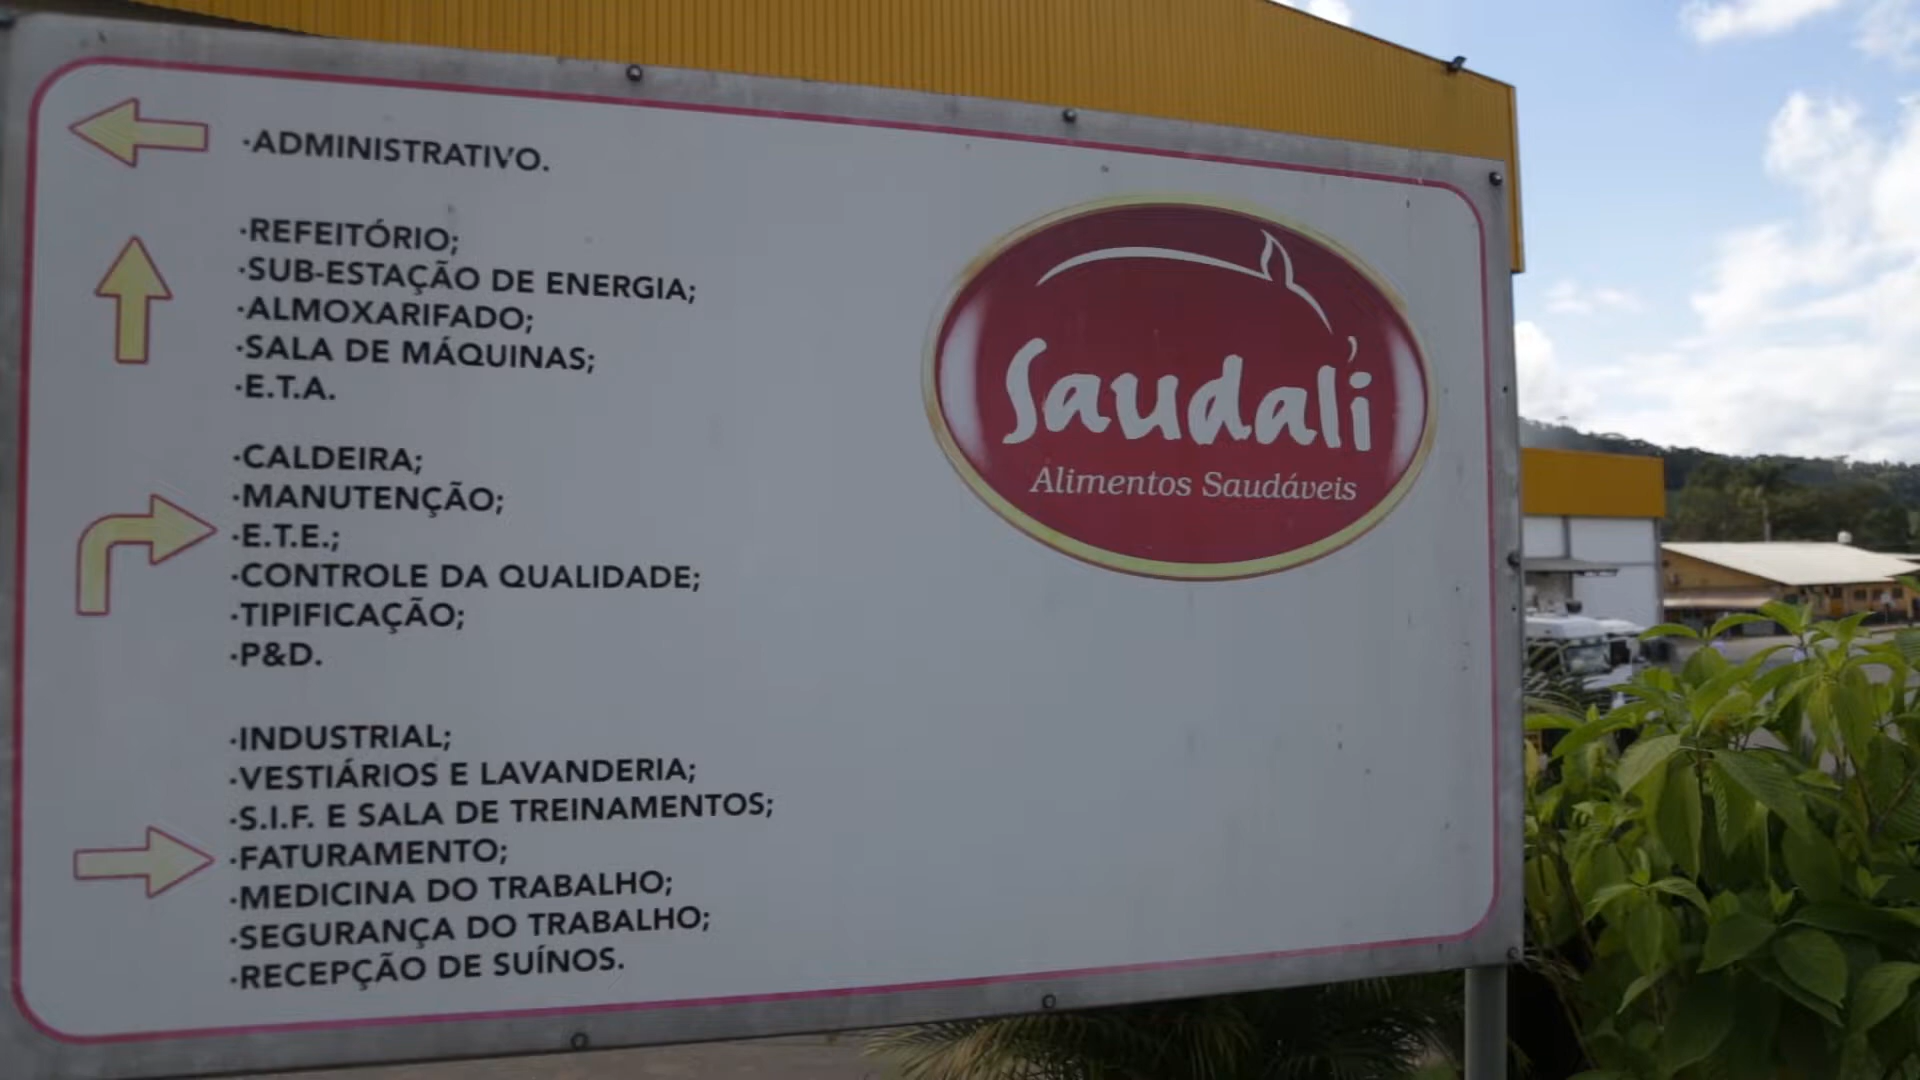 ·ADMINISTRATIVO.
·REFEITÓRIO;
·SUB-ESTAÇÃO DE ENERGIA;
·ALMOXARIFADO;
·SALA DE MÁQUINAS;
·E.T.A.
·CALDEIRA;
·MANUTENÇÃO;
·E.T.E.;
·CONTROLE DA QUALIDADE;
·TIPIFICAÇÃO;
·P&D.
·INDUSTRIAL;
·VESTIÁRIOS E LAVANDERIA;
·S.I.F. E SALA DE TREINAMENTOS;
·FATURAMENTO;
·MEDICINA DO TRABALHO;
·SEGURANÇA DO TRABALHO;
·RECEPÇÃO DE SUÍNOS.
Saudali
Alimentos Saudáveis